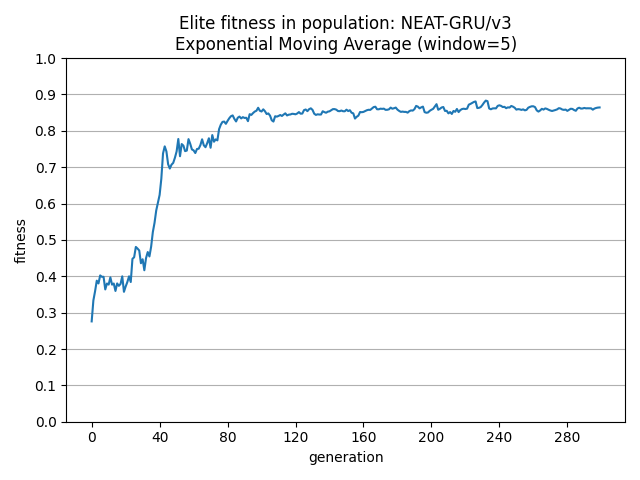 Elite fitness in population: NEAT-GRU/v3
Exponential Moving Average (window=5)
1.0
0.9
0.8
0.7
0.6
0.5
0.4
0.3
0.2
0.1
0.0
fitness
0 40 80 120 160 200 240 280
generation